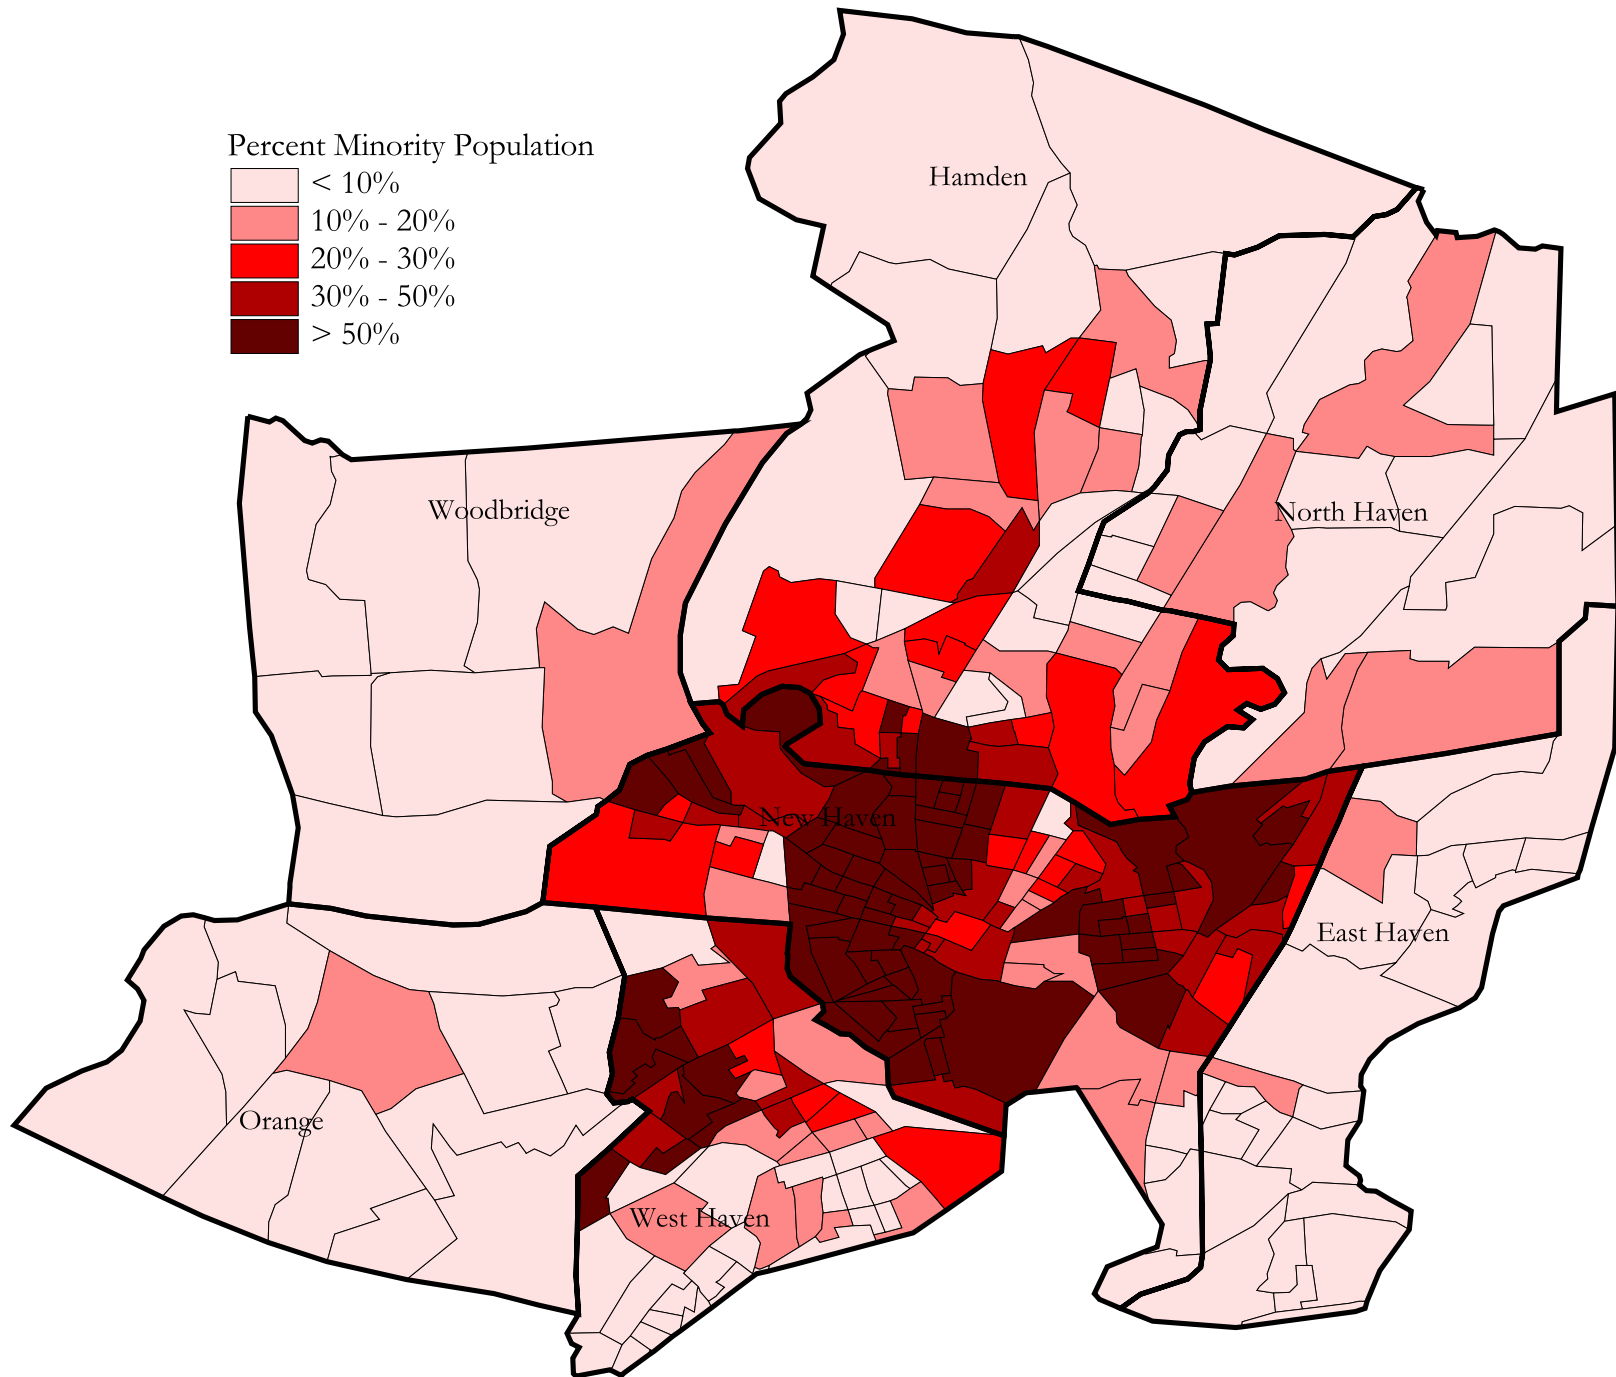 Percent Minority Population
< 10%
10% - 20%
20% - 30%
30% - 50%
> 50%
Hamden
Woodbridge
North Haven
New Haven
East Haven
Orange
West Haven